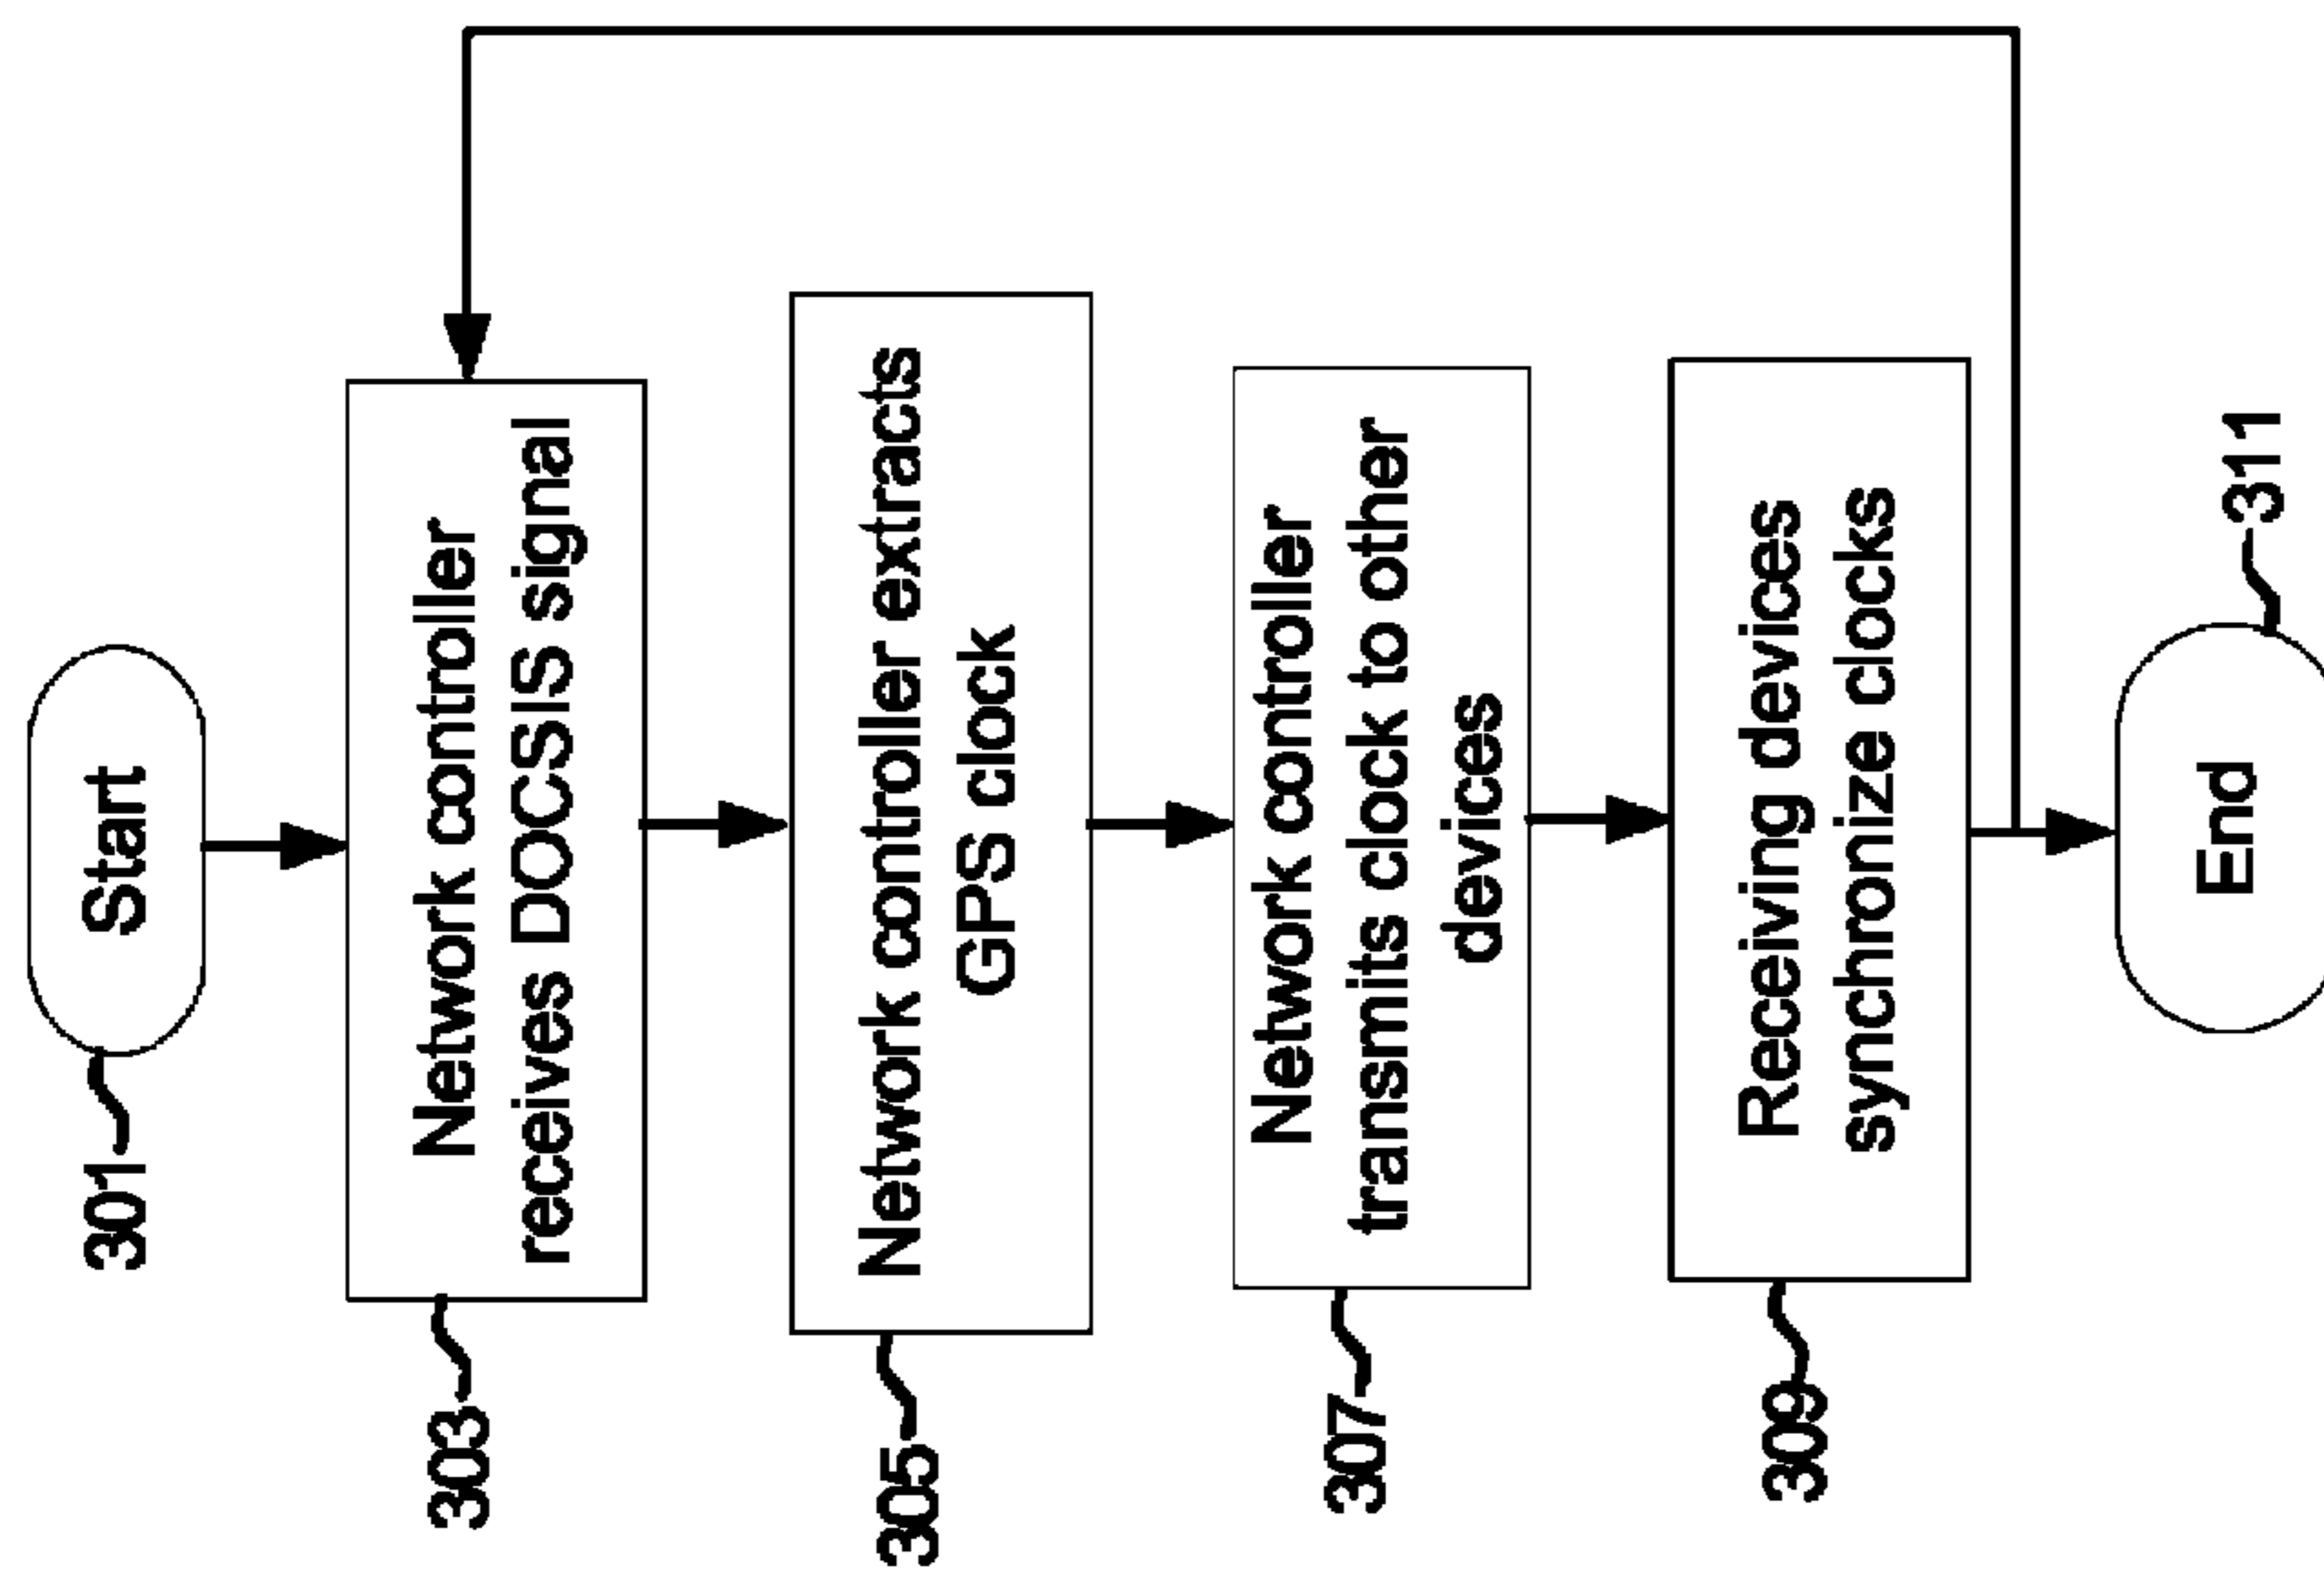 301
Start
303
Network controller
receives DOCSIS signal
305
Network controller extracts
GPS clock
307
Network controller
transmits clock to other
devices
309
Receiving devices
synchronize clocks
End
311